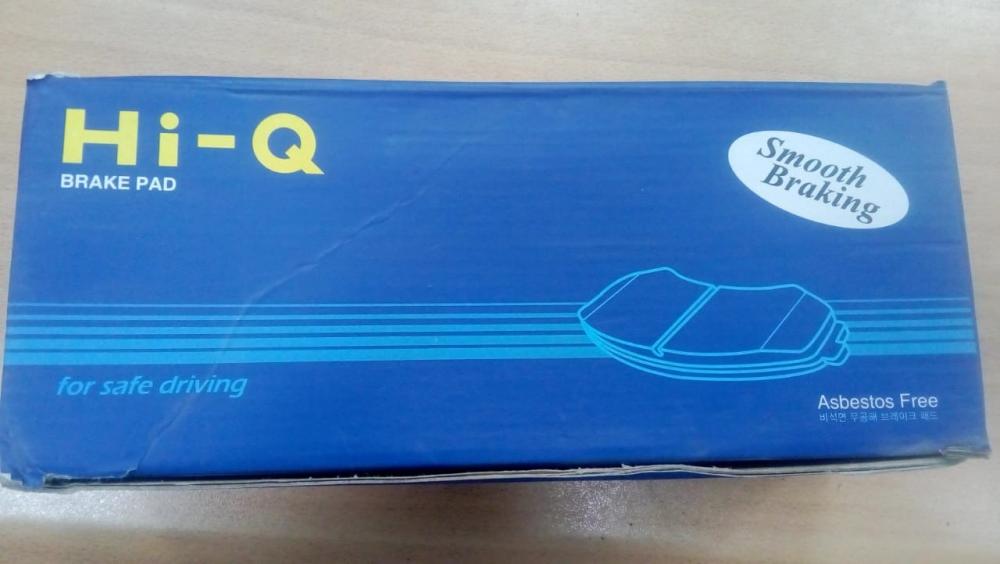 Hi-Q
BRAKE PAD
Smooth
Braking
for safe driving
Asbestos Free
비석면 무공해 브레이크 패드